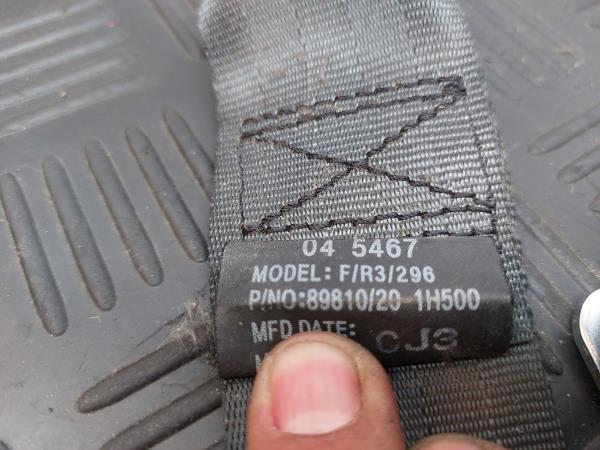 04 5467
MODEL: F/R3/296
P/NO:89810/20 1H500
MFD DATE: CJ3